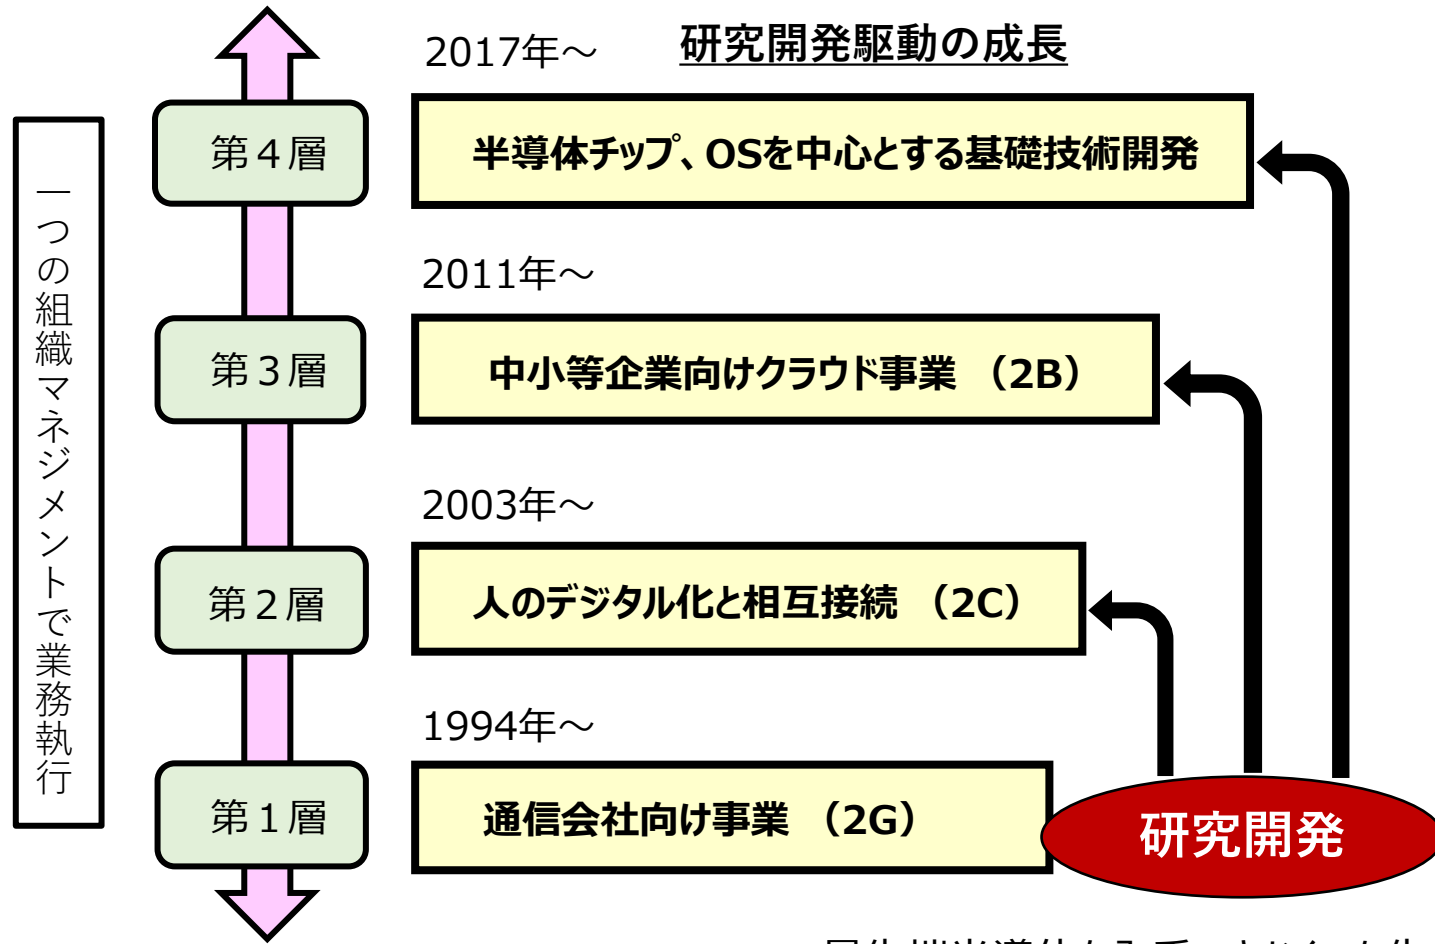 2017年～ 研究開発駆動の成長
第４層 半導体チップ、OSを中心とする基礎技術開発
2011年～
第３層 中小等企業向けクラウド事業 （2B）
2003年～
第２層 人のデジタル化と相互接続 （2C）
1994年～
第１層 通信会社向け事業 （2G）
研究開発
一つの組織マネジメントで業務執行